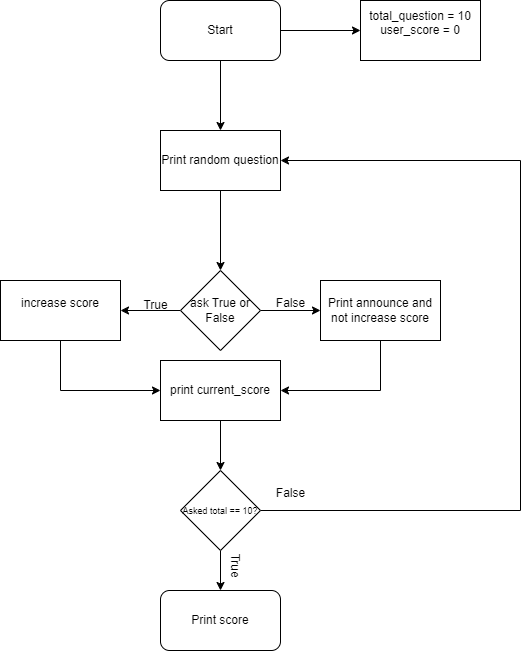 Start
total_question = 10
user_score = 0
Print random question
increase score
True
ask True or
False
False
Print announce and
not increase score
print current_score
Asked total == 10?
False
True
Print score